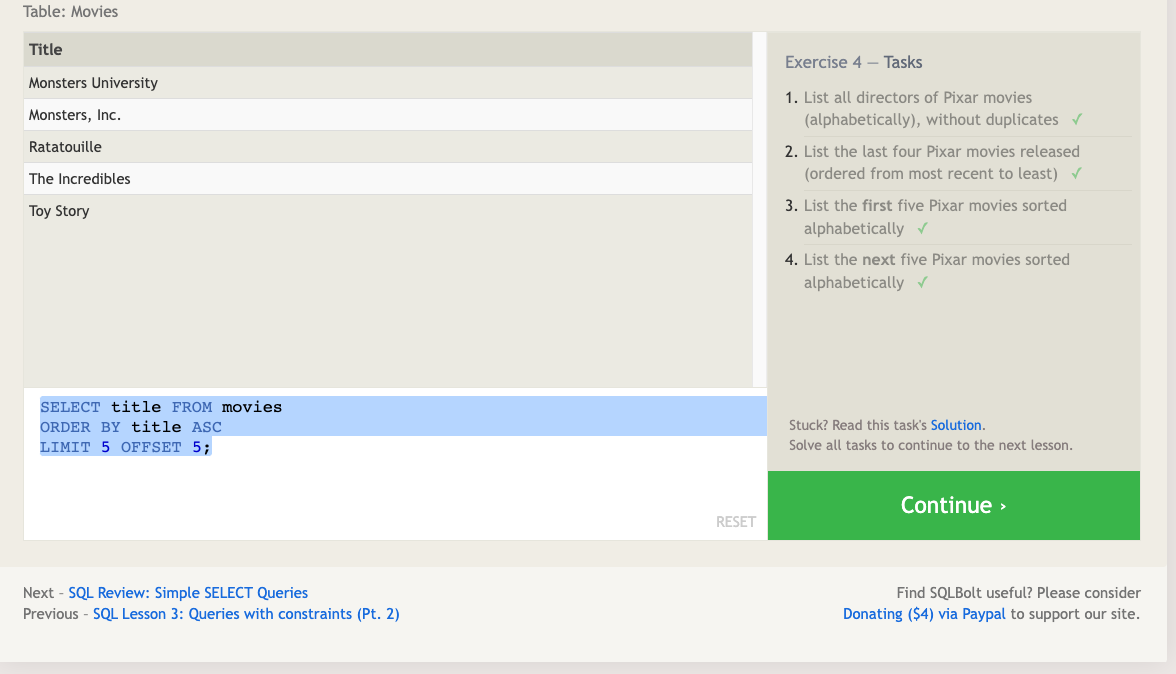 Table: Movies
Title
Monsters University
Monsters, Inc.
Ratatouille
The Incredibles
Toy Story
SELECT title FROM movies
ORDER BY title ASC
LIMIT 5 OFFSET 5;
RESET
Exercise 4 — Tasks
1. List all directors of Pixar movies
(alphabetically), without duplicates ✓
2. List the last four Pixar movies released
(ordered from most recent to least) ✓
3. List the first five Pixar movies sorted
alphabetically ✓
4. List the next five Pixar movies sorted
alphabetically ✓
Stuck? Read this task's Solution.
Solve all tasks to continue to the next lesson.
Continue ›
Next – SQL Review: Simple SELECT Queries
Previous – SQL Lesson 3: Queries with constraints (Pt. 2)
Find SQLBolt useful? Please consider
Donating ($4) via Paypal to support our site.